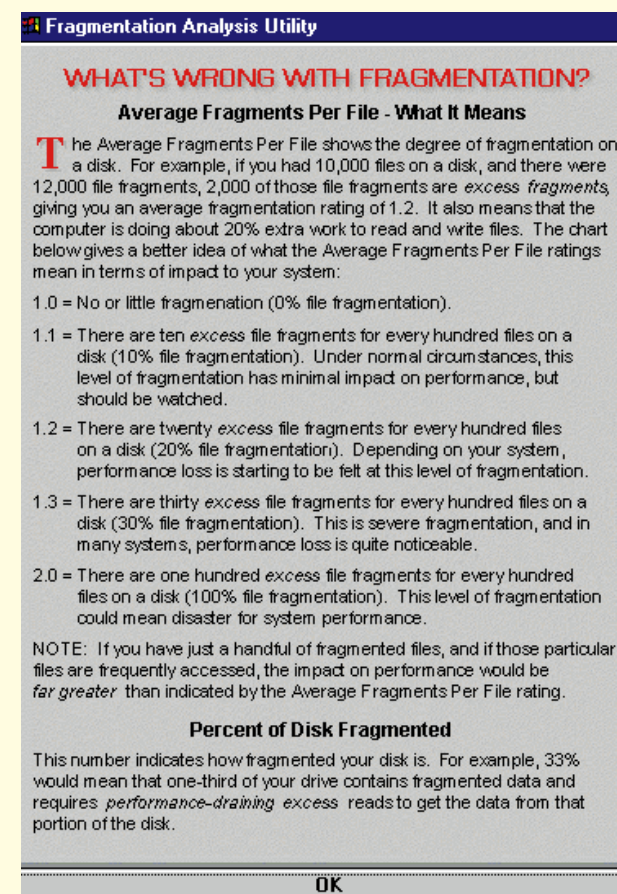 Fragmentation Analysis Utility
WHAT'S WRONG WITH FRAGMENTATION?
Average Fragments Per File - What It Means
The Average Fragments Per File shows the degree of fragmentation on
a disk. For example, if you had 10,000 files on a disk, and there were
12,000 file fragments, 2,000 of those file fragments are excess fragments,
giving you an average fragmentation rating of 1.2. It also means that the
computer is doing about 20% extra work to read and write files. The chart
below gives a better idea of what the Average Fragments Per File ratings
mean in terms of impact to your system:
1.0 = No or little fragmenation (0% file fragmentation).
1.1 = There are ten excess file fragments for every hundred files on a
disk (10% file fragmentation). Under normal circumstances, this
level of fragmentation has minimal impact on performance, but
should be watched.
1.2 = There are twenty excess file fragments for every hundred files
on a disk (20% file fragmentation). Depending on your system,
performance loss is starting to be felt at this level of fragmentation.
1.3 = There are thirty excess file fragments for every hundred files on a
disk (30% file fragmentation). This is severe fragmentation, and in
many systems, performance loss is quite noticeable.
2.0 = There are one hundred excess file fragments for every hundred
files on a disk (100% file fragmentation). This level of fragmentation
could mean disaster for system performance.
NOTE: If you have just a handful of fragmented files, and if those particular
files are frequently accessed, the impact on performance would be
far greater than indicated by the Average Fragments Per File rating.
Percent of Disk Fragmented
This number indicates how fragmented your disk is. For example, 33%
would mean that one-third of your drive contains fragmented data and
requires performance-draining excess reads to get the data from that
portion of the disk.
OK